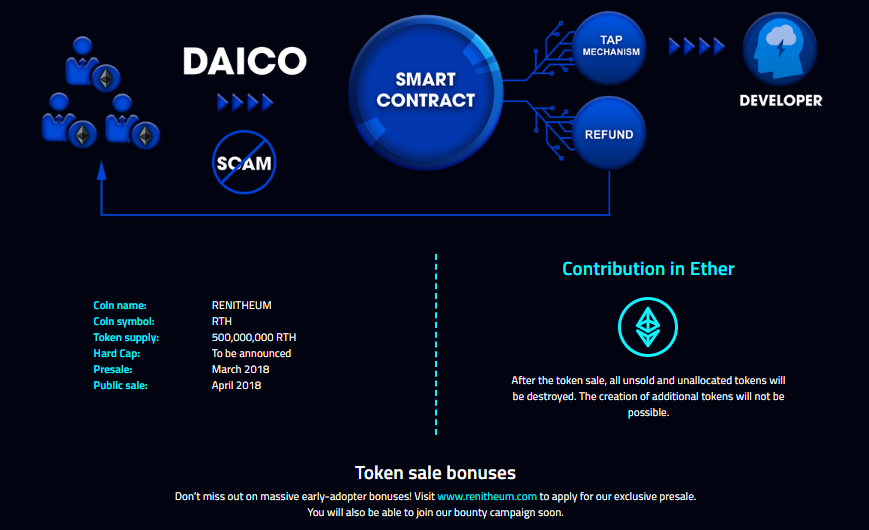 DAICO
SCAM
SMART
CONTRACT
TAP
MECHANISM
REFUND
DEVELOPER
Coin name: RENITHEUM
Coin symbol: RTH
Token supply: 500,000,000 RTH
Hard Cap: To be announced
Presale: March 2018
Public sale: April 2018
Contribution in Ether
After the token sale, all unsold and unallocated tokens will
be destroyed. The creation of additional tokens will not be
possible.
Token sale bonuses
Don't miss out on massive early-adopter bonuses! Visit www.renitheum.com to apply for our exclusive presale.
You will also be able to join our bounty campaign soon.